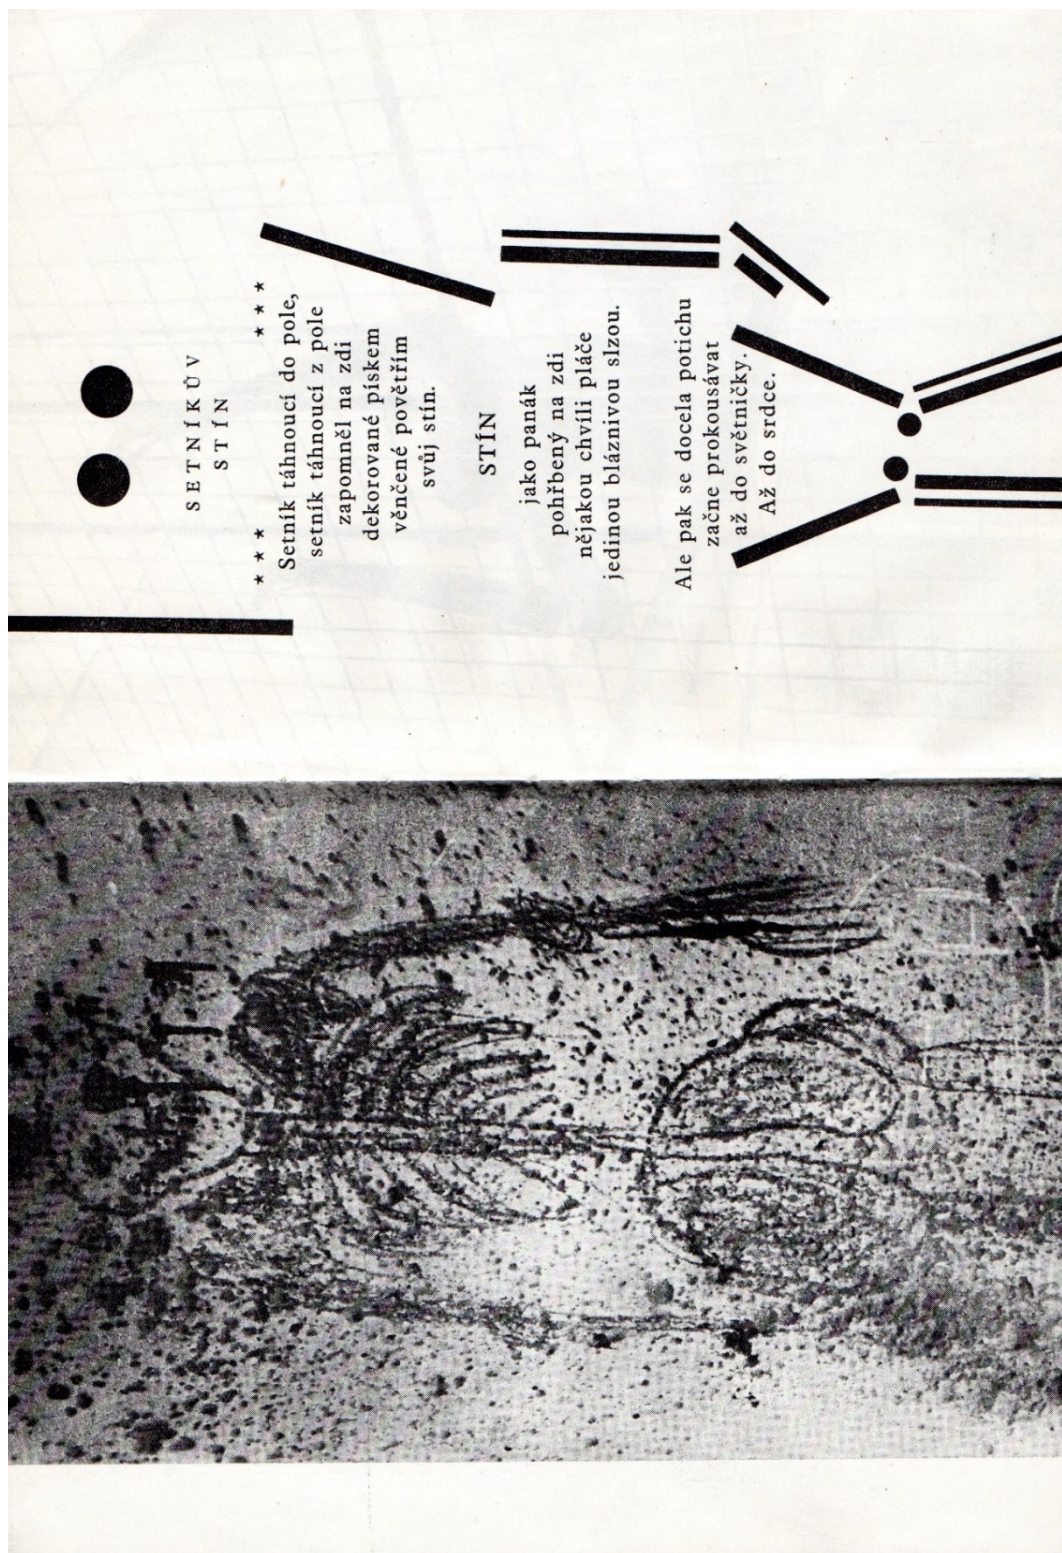 SETNÍKŮV
STÍN
★ ★ ★ ★ ★ ★
Setník táhnoucí do pole,
setník táhnoucí z pole
zapomněl na zdi
dekorované pískem
věnčené povětřím
svůj stín.
STÍN
jako panák
pohřbený na zdi
nějakou chvíli pláče
jedinou bláznivou slzou.
Ale pak se docela potichu
začne prokousávat
až do světničky.
Až do srdce.